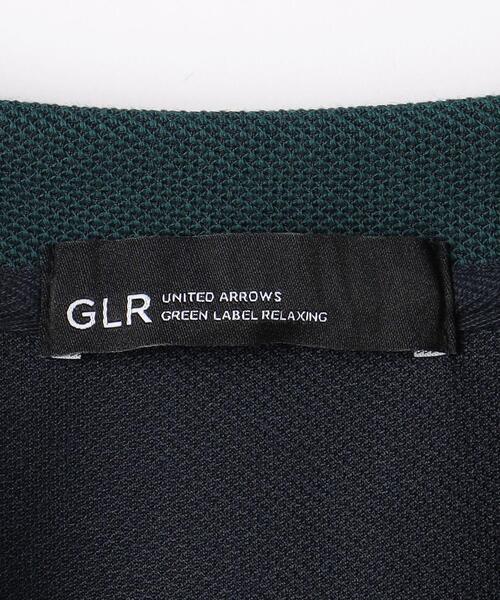 GLR
UNITED ARROWS
GREEN LABEL RELAXING